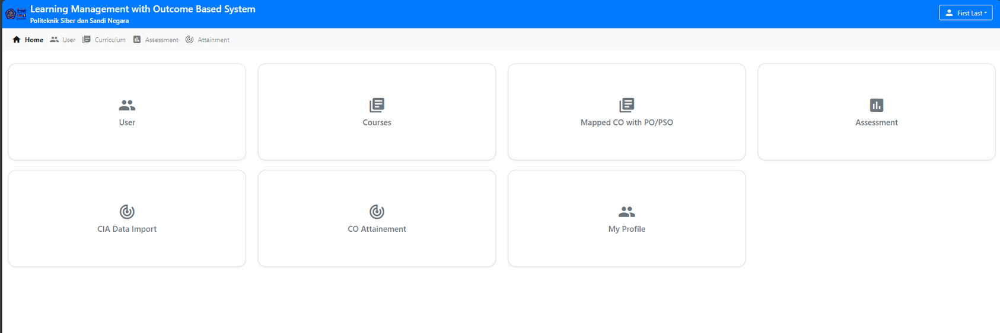 Learning Management with Outcome Based System
Politeknik Siber dan Sandi Negara
First Last
Home User Curriculum Assessment Attainment
User Courses Mapped CO with PO/PSO Assessment
CIA Data Import CO Attainement My Profile